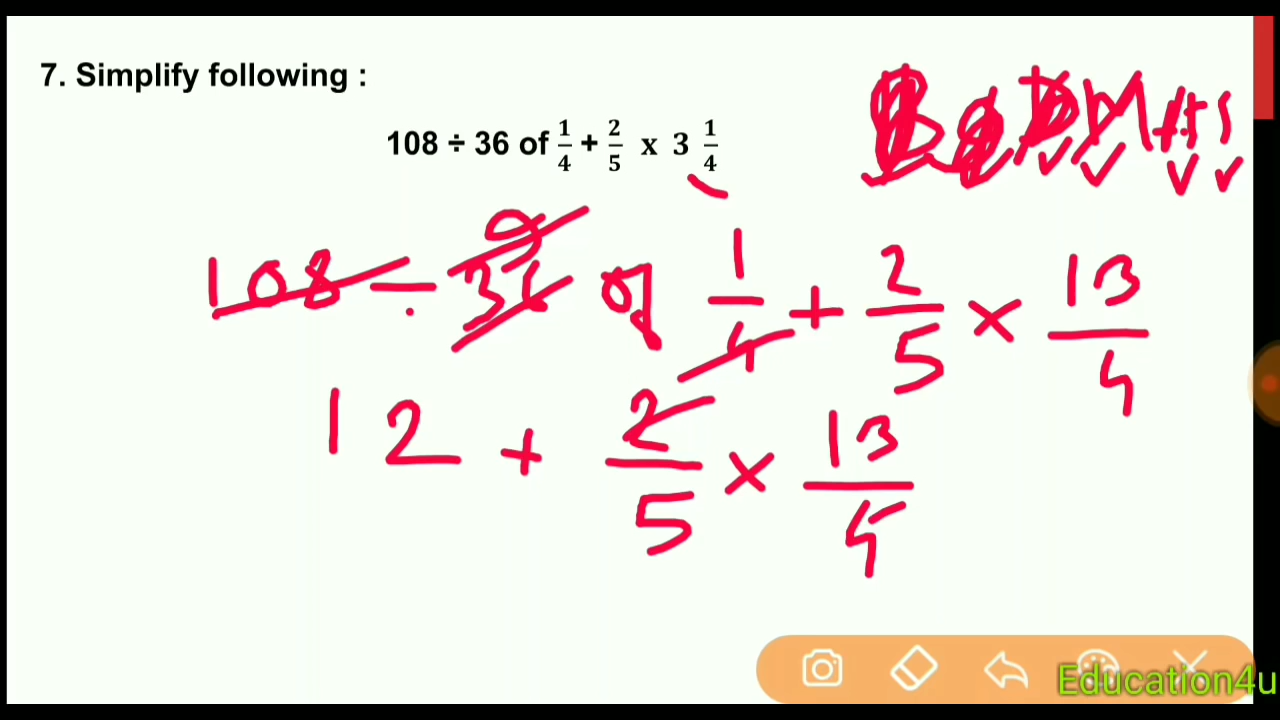 7. Simplify following :
108 ÷ 36 of 1/4 + 2/5 x 3 1/4
108 ÷ 36 of 1/4 + 2/5 × 13/4
9
12 + 2/5 × 13/4
Education4u